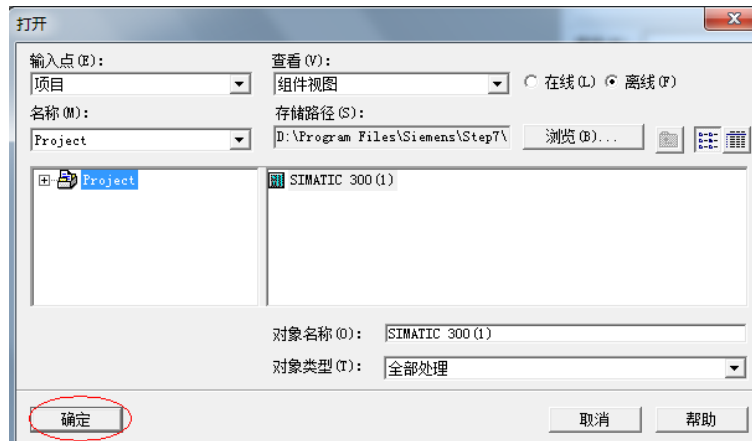 打开
输入点(E):
查看(V):
项目
组件视图
在线(L)
离线(F)
名称(M):
存储路径(S):
Project
D:\Program Files\Siemens\Step7\
浏览(B)...
Project
SIMATIC 300(1)
对象名称(O):
SIMATIC 300(1)
对象类型(T):
全部处理
确定
取消
帮助